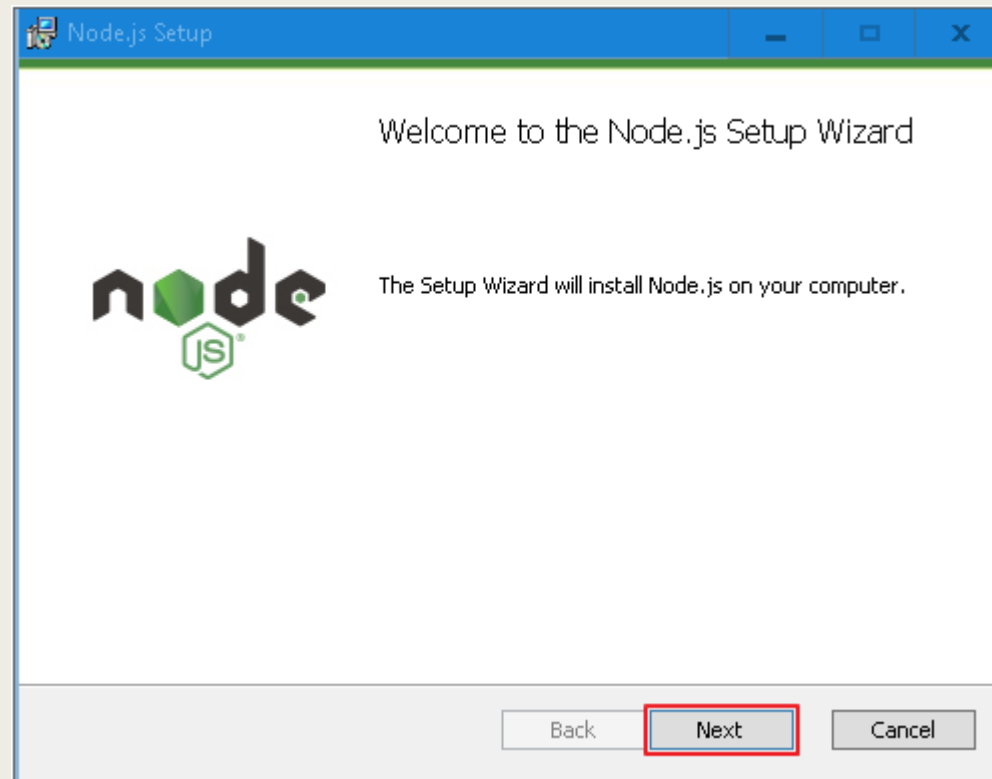 Node.js Setup
Welcome to the Node.js Setup Wizard
node
JS
The Setup Wizard will install Node.js on your computer.
Back
Next
Cancel